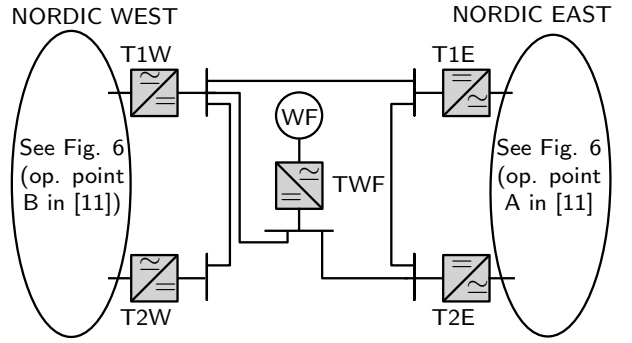 NORDIC WEST
NORDIC EAST
T1W
T1E
WF
See Fig. 6
(op. point
B in [11])
TWF
See Fig. 6
(op. point
A in [11]
T2W
T2E